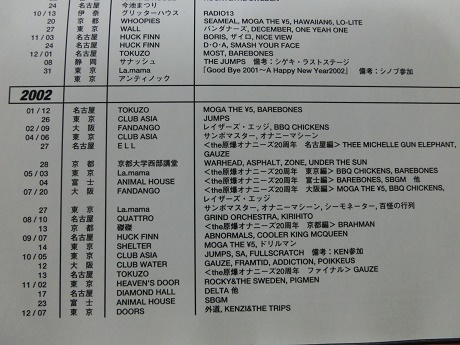 24 名古屋 今池まつり
10/13 伊 奈 グリッターハウス RADIO13
20 京 都 WHOOPIES SEAMEAL, MOGA THE ¥5, HAWAIIAN6, LO-LITE
27 東 京 WALL バンダナーズ, DECEMBER, ONE YEAH ONE
11/04 名古屋 HUCK FINN BORIS, ザイロ, NICE VIEW
24 名古屋 HUCK FINN D・O・A, SMASH YOUR FACE
12/01 名古屋 TOKUZO MOST, BAREBONES
08 静 岡 サナッシュ THE JUMPS 備考：シゲキ・ラストステージ
31 東 京 La.mama 「Good Bye 2001～A Happy New Year2002」 備考：シノブ参加
東 京 アンティノック
2002
01/12 名古屋 TOKUZO MOGA THE ¥5, BAREBONES
26 東 京 CLUB ASIA JUMPS
02/09 大 阪 FANDANGO レイザーズ・エッジ, BBQ CHICKENS
04/06 東 京 CLUB ASIA サンボマスター, オナニーマシーン
27 名古屋 E L L <the原爆オナニーズ20周年 名古屋編> THEE MICHELLE GUN ELEPHANT,
GAUZE
28 京 都 京都大学西部講堂 WARHEAD, ASPHALT, ZONE, UNDER THE SUN
05/03 東 京 La.mama <the原爆オナニーズ20周年 東京編> BBQ CHICKENS, BAREBONES
04 富 士 ANIMAL HOUSE <the原爆オナニーズ20周年 富士編> BAREBONES, SBGM 他
07/20 大 阪 FANDANGO <the原爆オナニーズ20周年 大阪編> MOGA THE ¥5, BBQ CHICKENS,
レイザーズ・エッジ
27 東 京 La.mama サンボマスター, オナニーマシーン, シーモネーター, 百怪の行列
08/10 名古屋 QUATTRO GRIND ORCHESTRA, KIRIHITO
13 京 都 磔磔 <the原爆オナニーズ20周年 京都編> BRAHMAN
09/07 名古屋 HUCK FINN ABNORMALS, COOLER KING MCQUEEN
14 東 京 SHELTER MOGA THE ¥5, ドリルマン
10/05 東 京 CLUB ASIA JUMPS, SA, FULLSCRATCH 備考：KEN参加
12 大 阪 CLUB WATER GAUZE, FRAMTID, ADDICTION, POIKKEUS
13 名古屋 TOKUZO <the原爆オナニーズ20周年 ファイナル> GAUZE
11/02 東 京 HEAVEN'S DOOR ROCKY&THE SWEDEN, PIGMEN
17 名古屋 DIAMOND HALL DELTA 他
23 富 士 ANIMAL HOUSE SBGM
12/07 東 京 DOORS 外道, KENZI&THE TRIPS